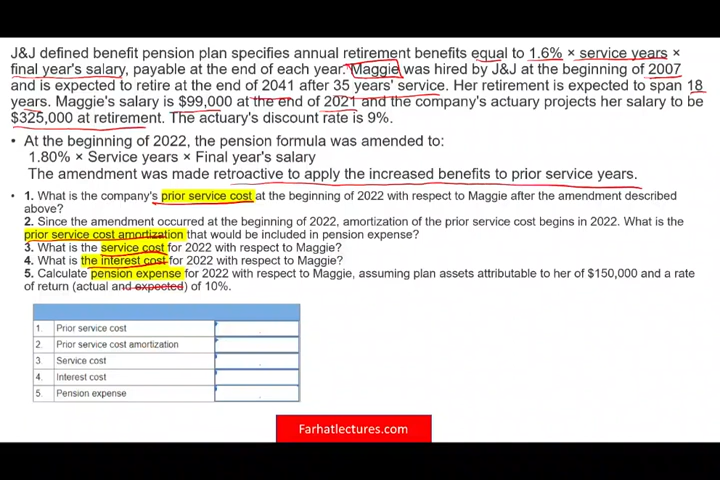 J&J defined benefit pension plan specifies annual retirement benefits equal to 1.6% × service years ×
final year's salary, payable at the end of each year. Maggie was hired by J&J at the beginning of 2007
and is expected to retire at the end of 2041 after 35 years' service. Her retirement is expected to span 18
years. Maggie's salary is $99,000 at the end of 2021 and the company's actuary projects her salary to be
$325,000 at retirement. The actuary's discount rate is 9%.
• At the beginning of 2022, the pension formula was amended to:
1.80% × Service years × Final year's salary
The amendment was made retroactive to apply the increased benefits to prior service years.
• 1. What is the company's prior service cost at the beginning of 2022 with respect to Maggie after the amendment described
above?
2. Since the amendment occurred at the beginning of 2022, amortization of the prior service cost begins in 2022. What is the
prior service cost amortization that would be included in pension expense?
3. What is the service cost for 2022 with respect to Maggie?
4. What is the interest cost for 2022 with respect to Maggie?
5. Calculate pension expense for 2022 with respect to Maggie, assuming plan assets attributable to her of $150,000 and a rate
of return (actual and expected) of 10%.
1. Prior service cost
2. Prior service cost amortization
3. Service cost
4. Interest cost
5. Pension expense
Farhatlectures.com